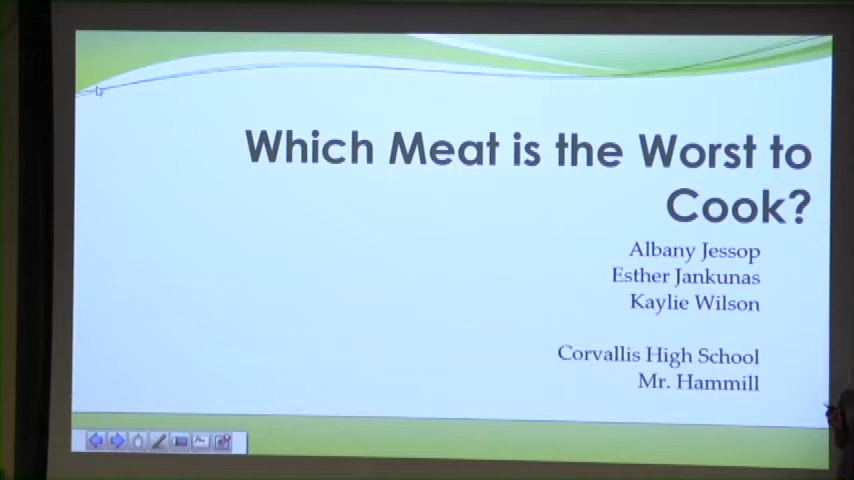 Which Meat is the Worst to
Cook?
Albany Jessop
Esther Jankunas
Kaylie Wilson
Corvallis High School
Mr. Hammill